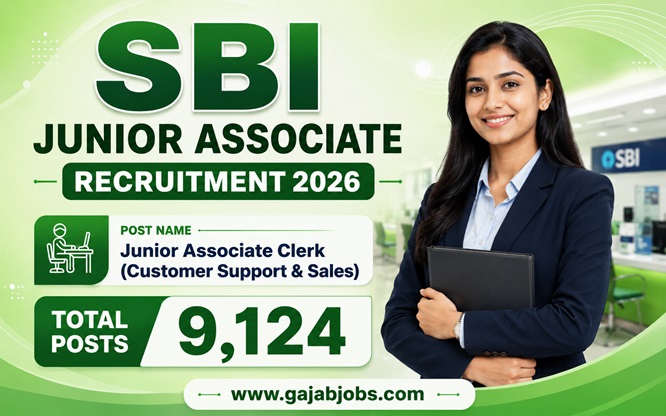 SBI
JUNIOR ASSOCIATE
RECRUITMENT 2026
POST NAME
Junior Associate Clerk
(Customer Support & Sales)
TOTAL
POSTS
9,124
SBI
www.gajabjobs.com